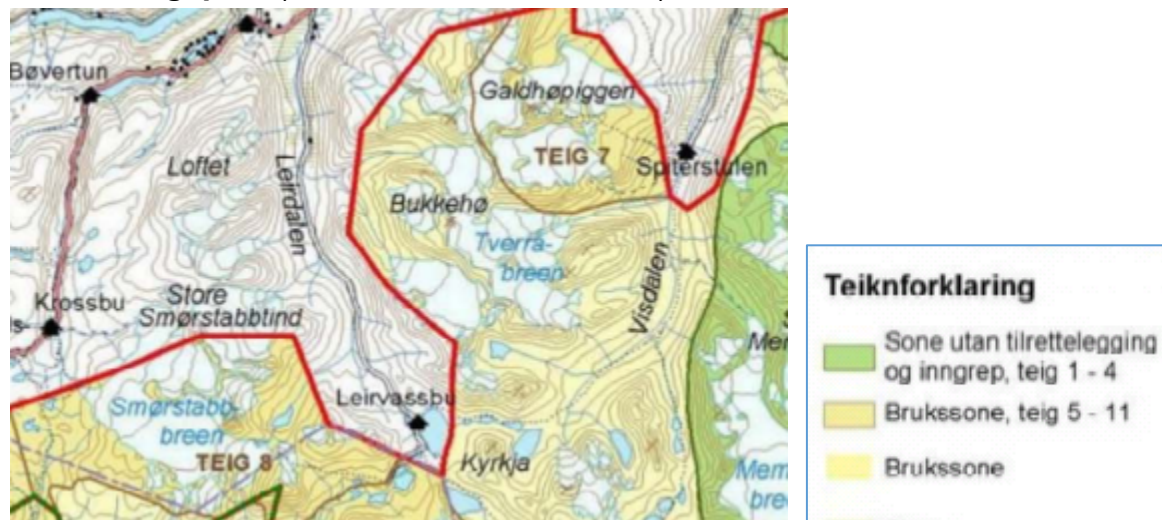 Bøvertun
Galdhøpiggen
Loftet
Leirdalen
TEIG 7
Spiterstulen
Bukkehø
Tverrå-
breen
Visdalen
Krossbu
Store
Smørstabbtind
Leirvassbu
Smørstabb-
breen
TEIG 8
Kyrkja
Teiknforklaring
Sone utan tilrettelegging
og inngrep, teig 1 - 4
Brukssone, teig 5 - 11
Brukssone